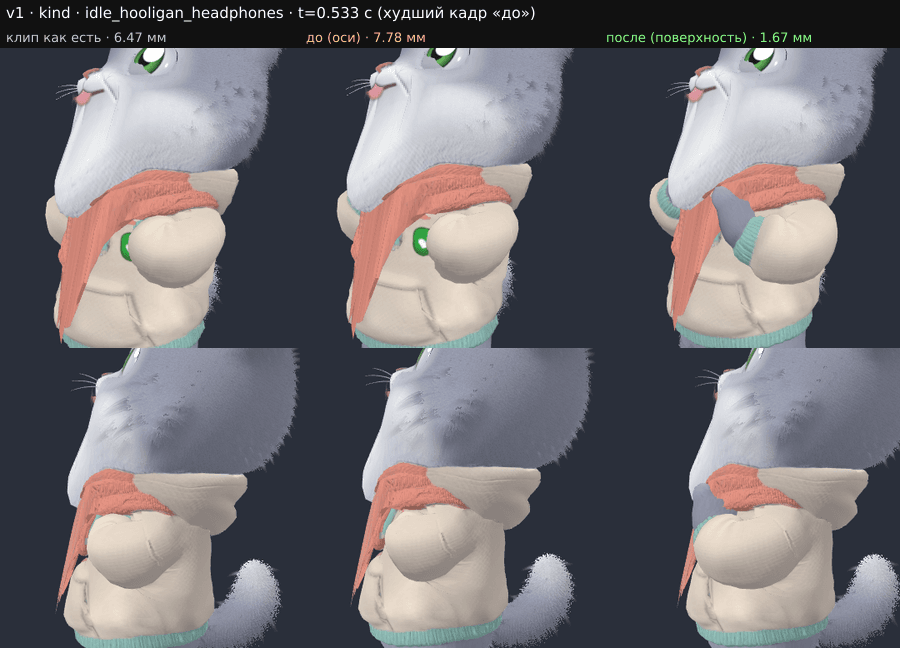 v1 · kind · idle_hooligan_headphones · t=0.533 с (худший кадр «до»)
клип как есть · 6.47 мм
до (оси) · 7.78 мм
после (поверхность) · 1.67 мм